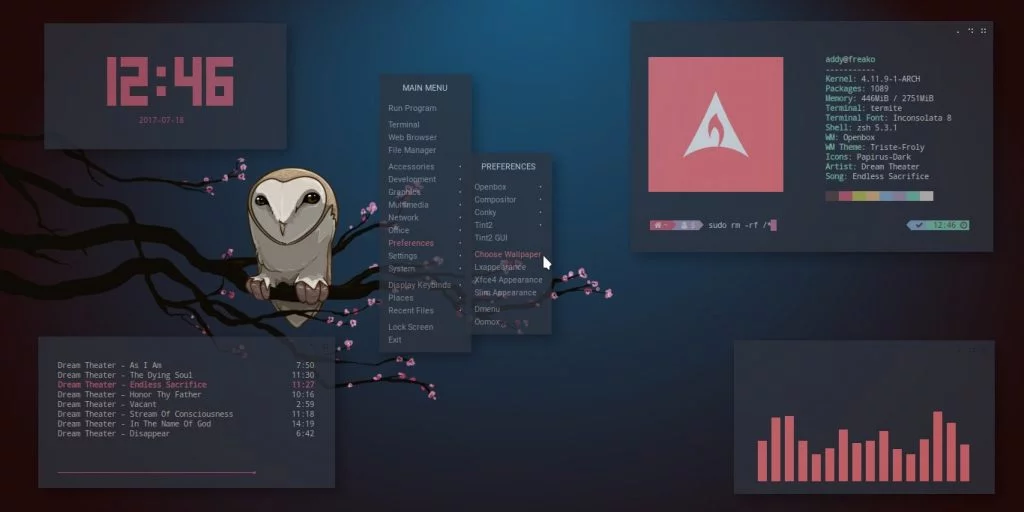 12:46
2017-07-18
MAIN MENU
Run Program
Terminal
Web Browser
File Manager
Accessories
Development
Graphics
Multimedia
Network
Office
Preferences
Settings
System
Display Keybinds
Places
Recent Files
Lock Screen
Exit
PREFERENCES
Openbox
Compositor
Conky
Tint2
Tint2 GUI
Choose Wallpaper
Lxappearance
Xfce4 Appearance
Slim Appearance
Dmenu
Oomox
addy@freako
-----------
Kernel: 4.11.9-1-ARCH
Packages: 1089
Memory: 446MiB / 2751MiB
Terminal: termite
Terminal Font: Inconsolata 8
Shell: zsh 5.3.1
WM: Openbox
WM Theme: Triste-Froly
Icons: Papirus-Dark
Artist: Dream Theater
Song: Endless Sacrifice
~ sudo rm -rf /* 12:46
Dream Theater - As I Am 7:50
Dream Theater - The Dying Soul 11:30
Dream Theater - Endless Sacrifice 11:27
Dream Theater - Honor Thy Father 10:16
Dream Theater - Vacant 2:59
Dream Theater - Stream Of Consciousness 11:18
Dream Theater - In The Name Of God 14:19
Dream Theater - Disappear 6:42